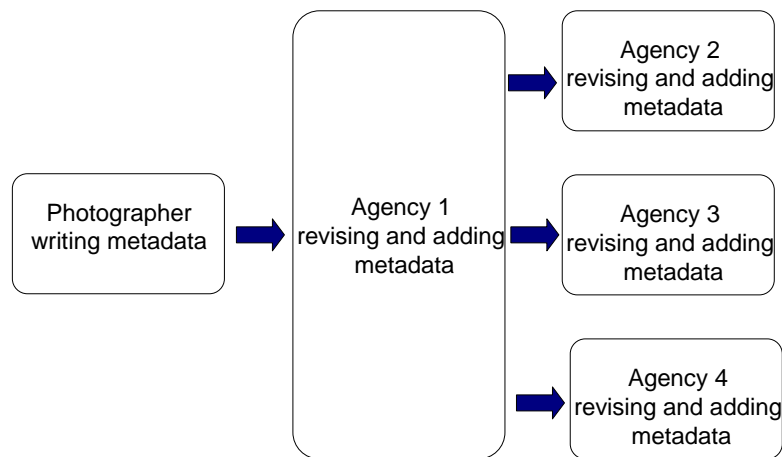 Photographer
writing metadata
Agency 1
revising and adding
metadata
Agency 2
revising and adding
metadata
Agency 3
revising and adding
metadata
Agency 4
revising and adding
metadata